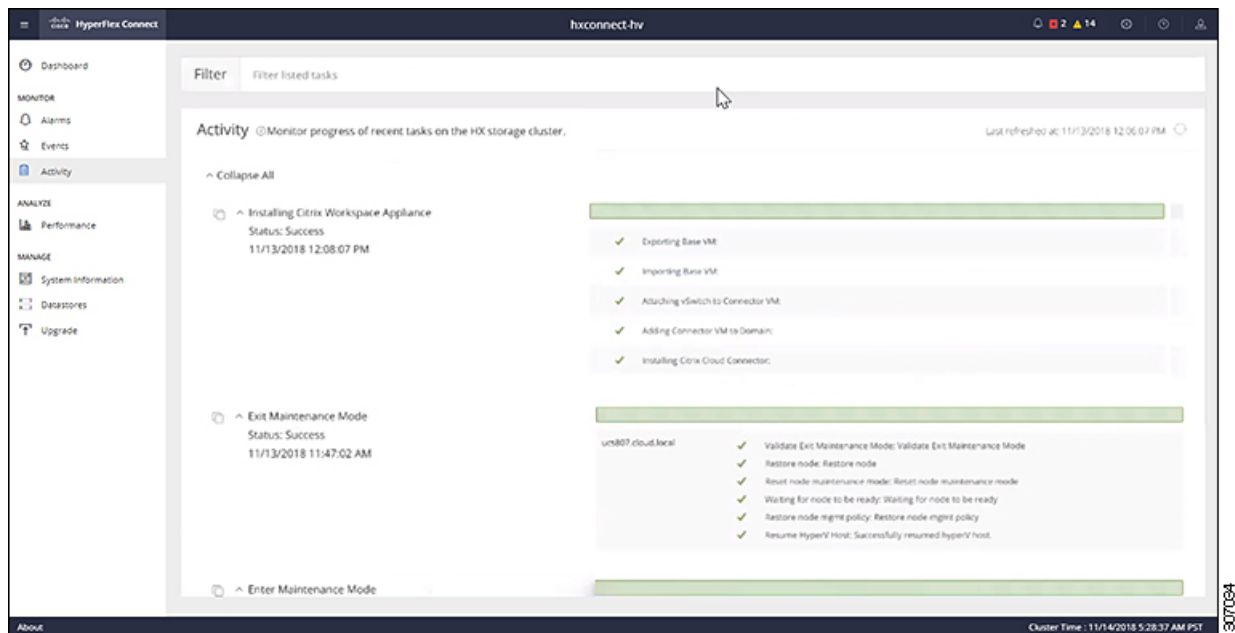 CISCO HyperFlex Connect
hxconnect-hv
2
14
Dashboard
MONITOR
Alarms
Events
Activity
ANALYZE
Performance
MANAGE
System Information
Datastores
Upgrade
Filter
Filter listed tasks
Activity Monitor progress of recent tasks on the HX storage cluster.
Last refreshed at: 11/13/2018 12:06:07 PM
Collapse All
Installing Citrix Workspace Appliance
Status: Success
11/13/2018 12:08:07 PM
Exporting Base VM:
Importing Base VM:
Attaching vSwitch to Connector VM:
Adding Connector VM to Domain:
Installing Citrix Cloud Connector:
Exit Maintenance Mode
Status: Success
11/13/2018 11:47:02 AM
ucs807.cloud.local
Validate Exit Maintenance Mode: Validate Exit Maintenance Mode
Restore node: Restore node
Reset node maintenance mode: Reset node maintenance mode
Waiting for node to be ready: Waiting for node to be ready
Restore node mgmt policy: Restore node mgmt policy
Resume HyperV Host: Successfully resumed hyperV host.
Enter Maintenance Mode
About
Cluster Time : 11/14/2018 5:28:37 AM PST
307034